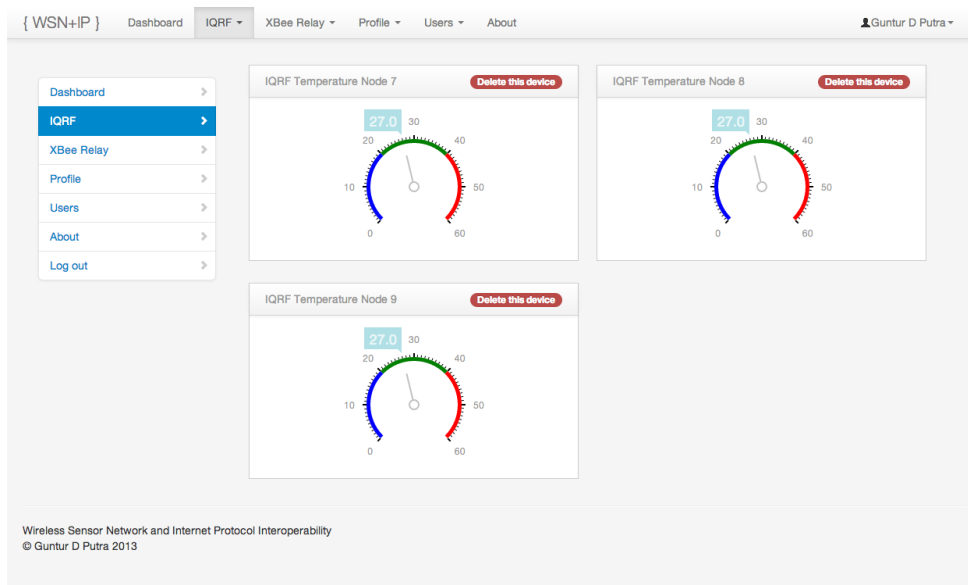 { WSN+IP } Dashboard IQRF XBee Relay Profile Users About Guntur D Putra
Dashboard
IQRF
XBee Relay
Profile
Users
About
Log out
IQRF Temperature Node 7 Delete this device
27.0
0 10 20 30 40 50 60
IQRF Temperature Node 8 Delete this device
27.0
0 10 20 30 40 50 60
IQRF Temperature Node 9 Delete this device
27.0
0 10 20 30 40 50 60
Wireless Sensor Network and Internet Protocol Interoperability
© Guntur D Putra 2013